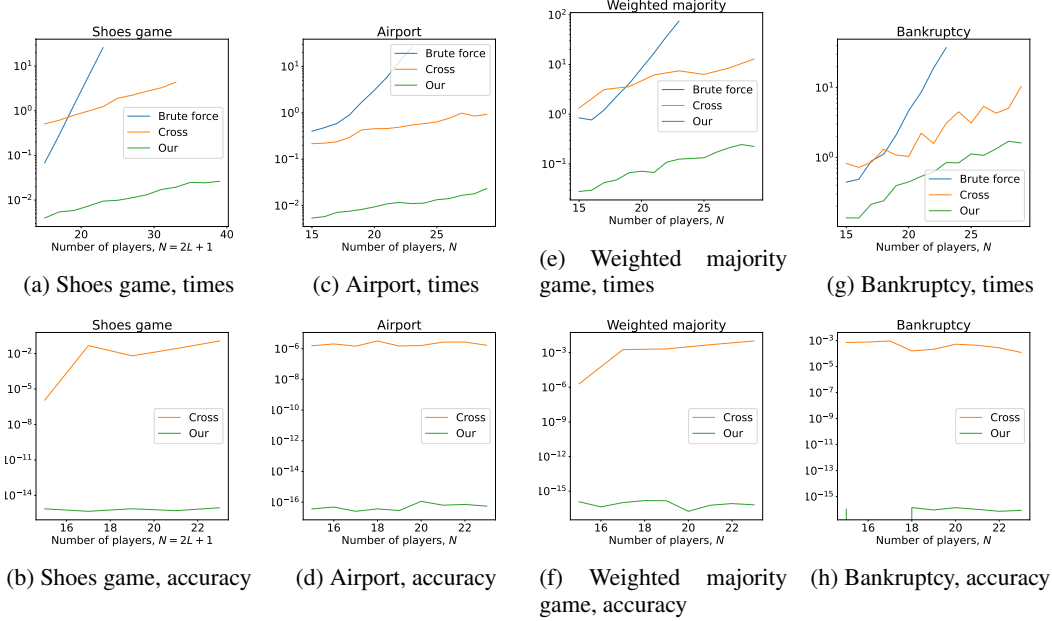 Shoes game
10^1
10^0
10^-1
10^-2
Brute force
Cross
Our
20
30
40
Number of players, N = 2L + 1
(a) Shoes game, times
Airport
10^1
10^0
10^-1
10^-2
Brute force
Cross
Our
15
20
25
Number of players, N
(c) Airport, times
Weighted majority
10^2
10^1
10^0
10^-1
Brute force
Cross
Our
15
20
25
Number of players, N
(e) Weighted majority
game, times
Bankruptcy
10^1
10^0
Brute force
Cross
Our
15
20
25
Number of players, N
(g) Bankruptcy, times
Shoes game
10^-2
10^-5
10^-8
10^-11
10^-14
Cross
Our
16
18
20
22
Number of players, N = 2L + 1
(b) Shoes game, accuracy
Airport
10^-6
10^-8
10^-10
10^-12
10^-14
10^-16
Cross
Our
16
18
20
22
Number of players, N
(d) Airport, accuracy
Weighted majority
10^-3
10^-6
10^-9
10^-12
10^-15
Cross
Our
16
18
20
22
Number of players, N
(f) Weighted majority
game, accuracy
Bankruptcy
10^-3
10^-5
10^-7
10^-9
10^-11
10^-13
10^-15
Cross
Our
16
18
20
22
Number of players, N
(h) Bankruptcy, accuracy